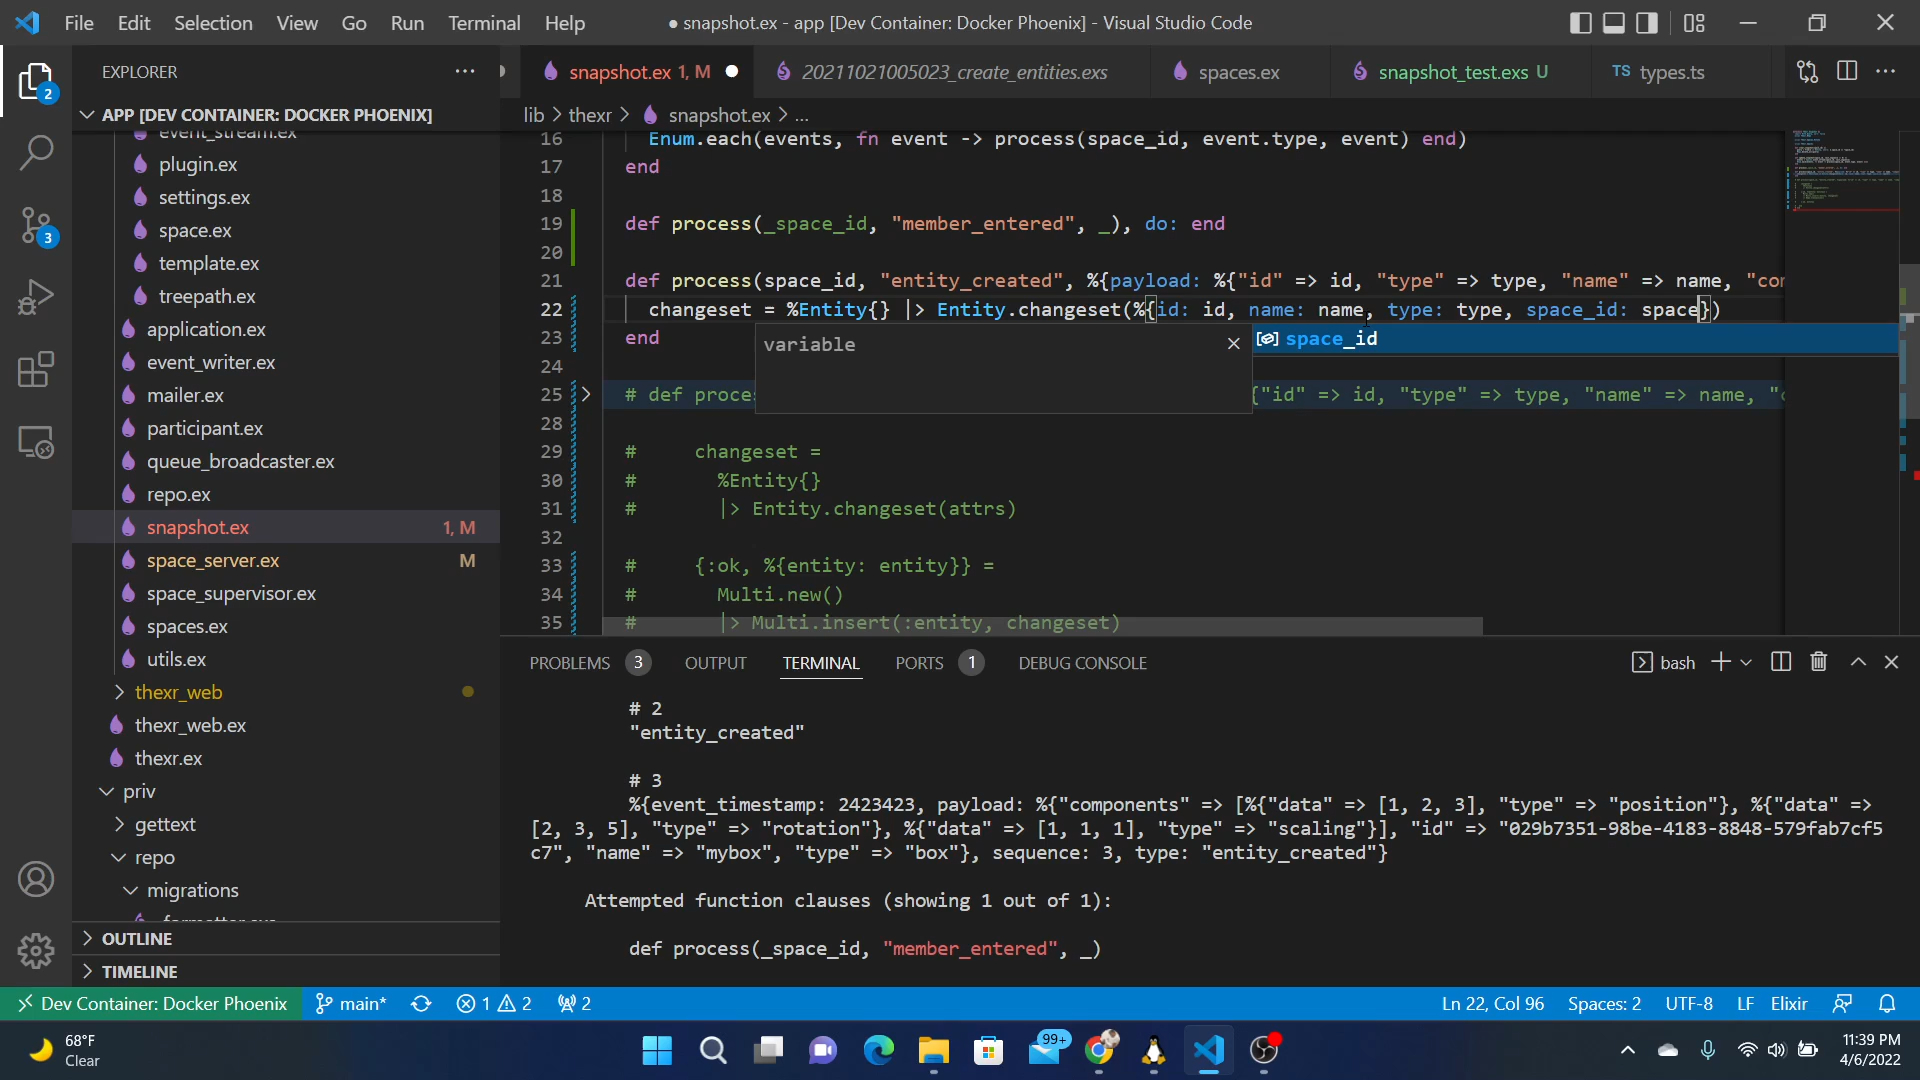 File Edit Selection View Go Run Terminal Help
● snapshot.ex - app [Dev Container: Docker Phoenix] - Visual Studio Code
EXPLORER
snapshot.ex 1, M
20211021005023_create_entities.exs
spaces.ex
snapshot_test.exs U
TS types.ts
2
APP [DEV CONTAINER: DOCKER PHOENIX]
lib > thexr > snapshot.ex > ...
event_stream.ex
plugin.ex
settings.ex
space.ex
template.ex
treepath.ex
application.ex
event_writer.ex
mailer.ex
participant.ex
queue_broadcaster.ex
repo.ex
snapshot.ex 1, M
space_server.ex M
space_supervisor.ex
spaces.ex
utils.ex
thexr_web
thexr_web.ex
thexr.ex
priv
gettext
repo
migrations
OUTLINE
TIMELINE
3
16 Enum.each(events, fn event -> process(space_id, event.type, event) end)
17 end
18
19 def process(_space_id, "member_entered", _), do: end
20
21 def process(space_id, "entity_created", %{payload: %{"id" => id, "type" => type, "name" => name, "con
22 changeset = %Entity{} |> Entity.changeset(%{id: id, name: name, type: type, space_id: space})
23 end
variable
space_id
24
25 # def proces {"id" => id, "type" => type, "name" => name, "c
28
29 # changeset =
30 # %Entity{}
31 # |> Entity.changeset(attrs)
32
33 # {:ok, %{entity: entity}} =
34 # Multi.new()
35 # |> Multi.insert(:entity, changeset)
PROBLEMS 3 OUTPUT TERMINAL PORTS 1 DEBUG CONSOLE
bash
# 2
"entity_created"
# 3
%{event_timestamp: 2423423, payload: %{"components" => [%{"data" => [1, 2, 3], "type" => "position"}, %{"data" =>
[2, 3, 5], "type" => "rotation"}, %{"data" => [1, 1, 1], "type" => "scaling"}], "id" => "029b7351-98be-4183-8848-579fab7cf5
c7", "name" => "mybox", "type" => "box"}, sequence: 3, type: "entity_created"}
Attempted function clauses (showing 1 out of 1):
def process(_space_id, "member_entered", _)
Dev Container: Docker Phoenix main* 1 2 2
Ln 22, Col 96 Spaces: 2 UTF-8 LF Elixir
68°F
Clear
99+
11:39 PM
4/6/2022